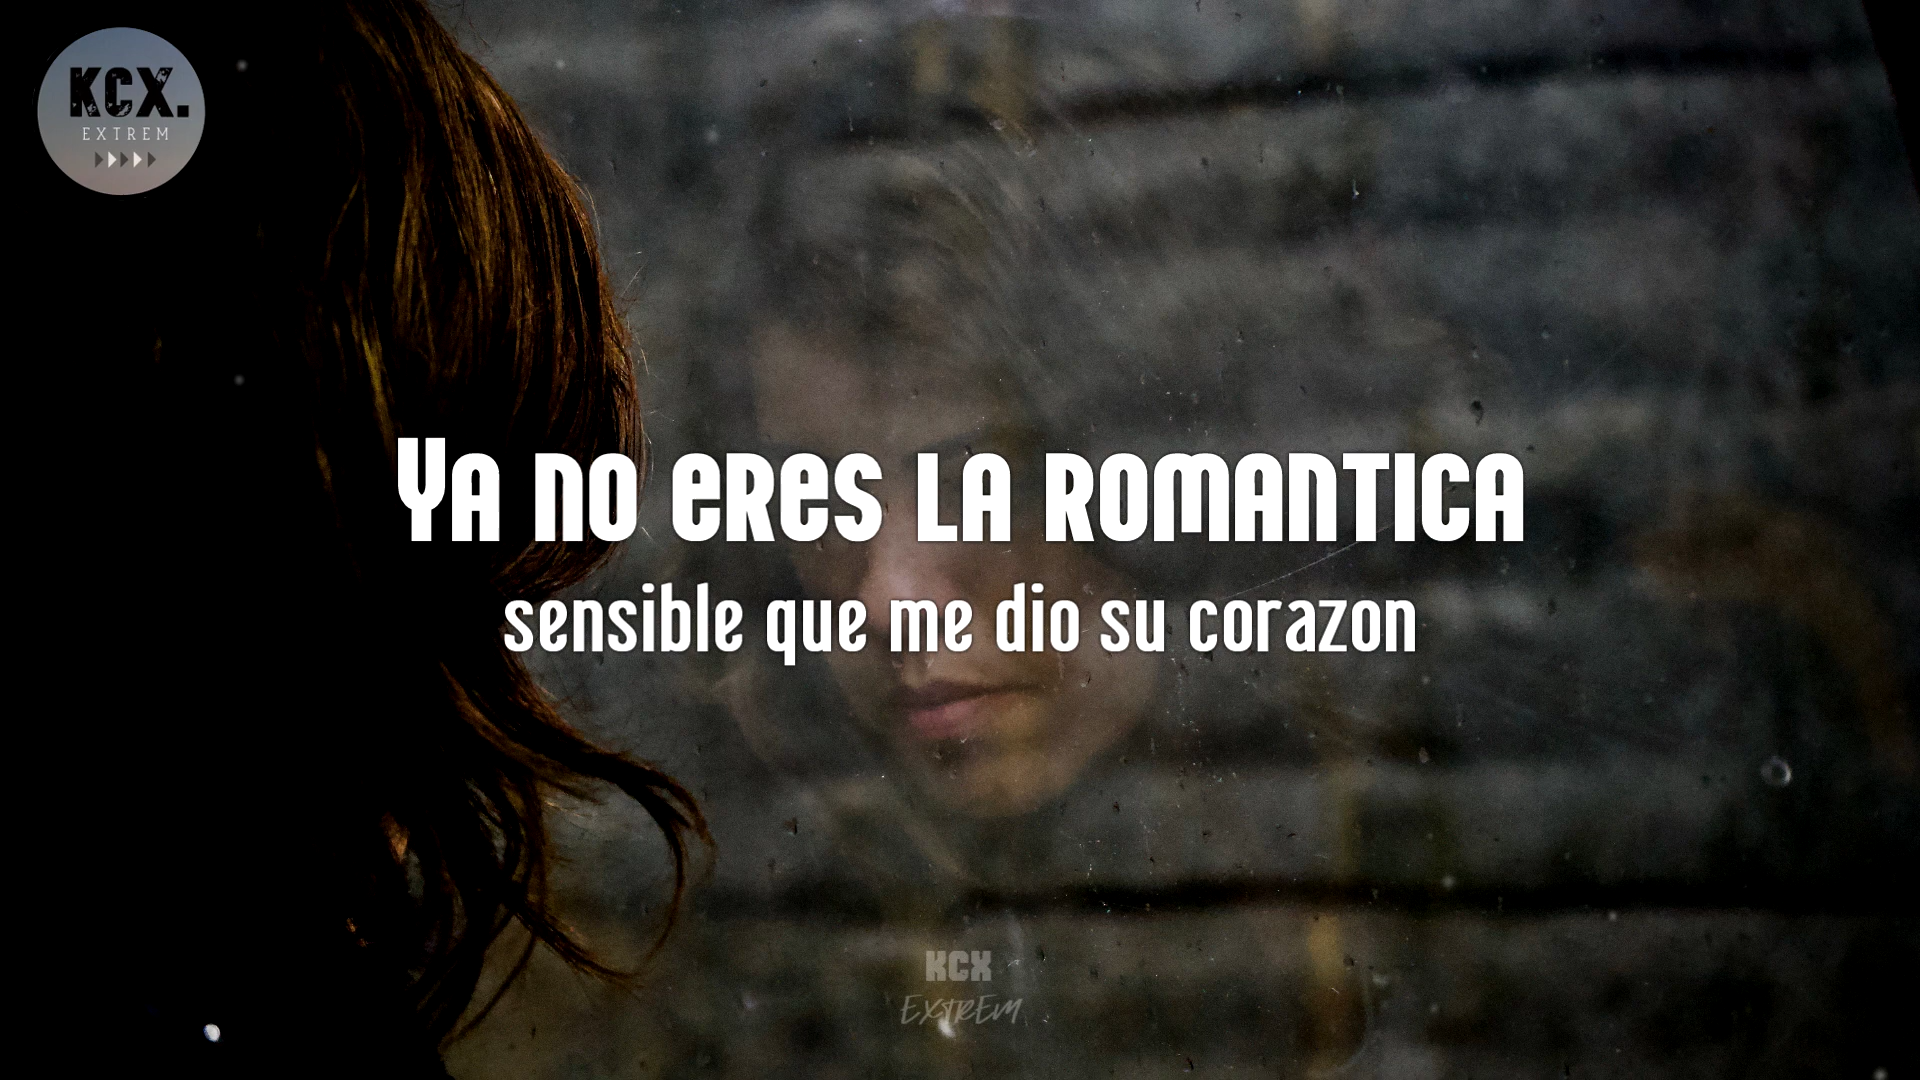 KCX.
EXTREM
Ya no eres la romantica
sensible que me dio su corazon
KCX
EXTREM